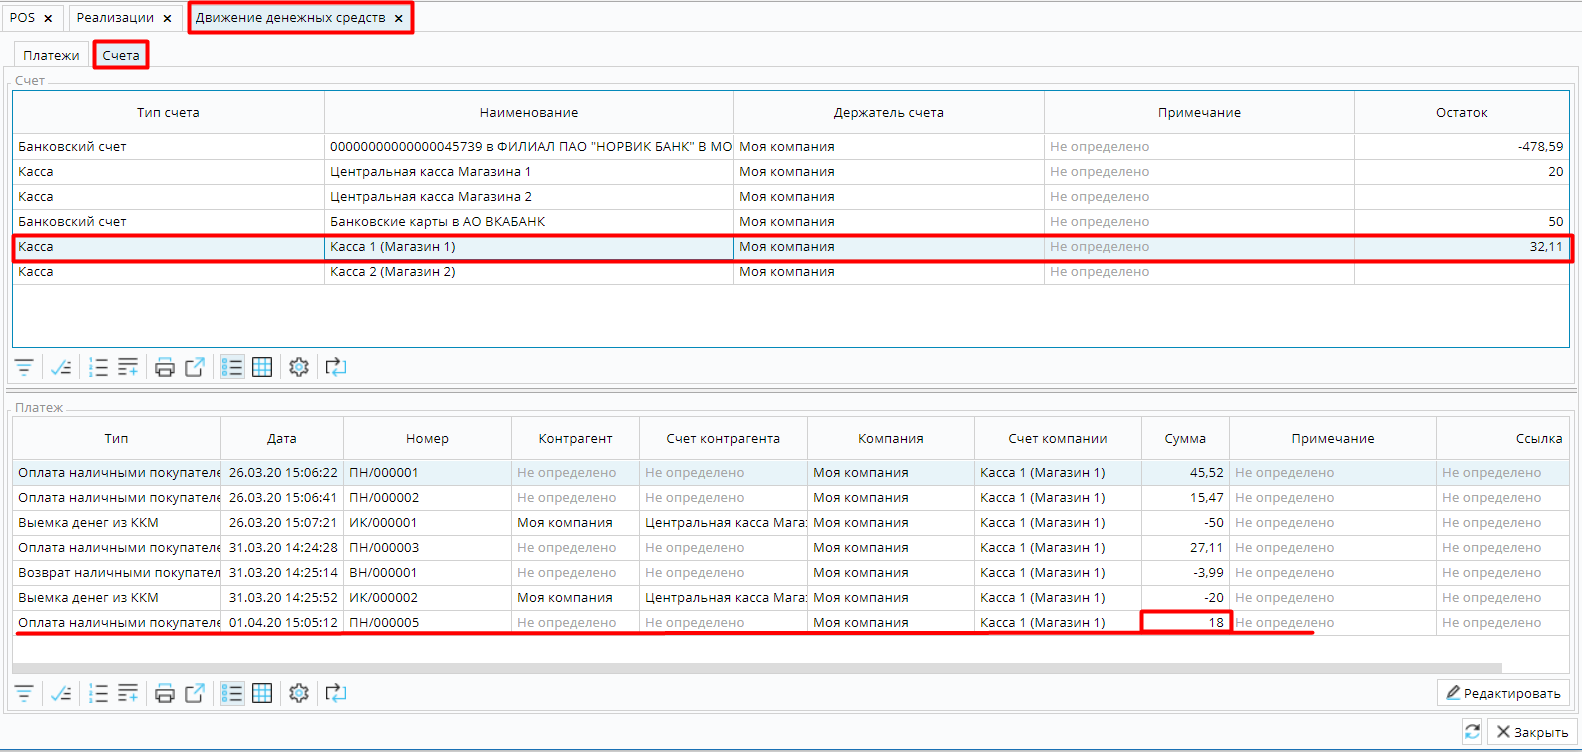 POS × Реализации × Движение денежных средств ×
Платежи Счета
Счет
Тип счета Наименование Держатель счета Примечание Остаток
Банковский счет 00000000000000045739 в ФИЛИАЛ ПАО "НОРВИК БАНК" В МО Моя компания Не определено -478,59
Касса Центральная касса Магазина 1 Моя компания Не определено 20
Касса Центральная касса Магазина 2 Моя компания Не определено
Банковский счет Банковские карты в АО ВКАБАНК Моя компания Не определено 50
Касса Касса 1 (Магазин 1) Моя компания Не определено 32,11
Касса Касса 2 (Магазин 2) Моя компания Не определено
Платеж
Тип Дата Номер Контрагент Счет контрагента Компания Счет компании Сумма Примечание Ссылка
Оплата наличными покупателе 26.03.20 15:06:22 ПН/000001 Не определено Не определено Моя компания Касса 1 (Магазин 1) 45,52 Не определено Не определено
Оплата наличными покупателе 26.03.20 15:06:41 ПН/000002 Не определено Не определено Моя компания Касса 1 (Магазин 1) 15,47 Не определено Не определено
Выемка денег из ККМ 26.03.20 15:07:21 ИК/000001 Моя компания Центральная касса Мага: Моя компания Касса 1 (Магазин 1) -50 Не определено Не определено
Оплата наличными покупателе 31.03.20 14:24:28 ПН/000003 Не определено Не определено Моя компания Касса 1 (Магазин 1) 27,11 Не определено Не определено
Возврат наличными покупател 31.03.20 14:25:14 ВН/000001 Не определено Не определено Моя компания Касса 1 (Магазин 1) -3,99 Не определено Не определено
Выемка денег из ККМ 31.03.20 14:25:52 ИК/000002 Моя компания Центральная касса Мага: Моя компания Касса 1 (Магазин 1) -20 Не определено Не определено
Оплата наличными покупателе 01.04.20 15:05:12 ПН/000005 Не определено Не определено Моя компания Касса 1 (Магазин 1) 18 Не определено Не определено
Редактировать
Закрыть